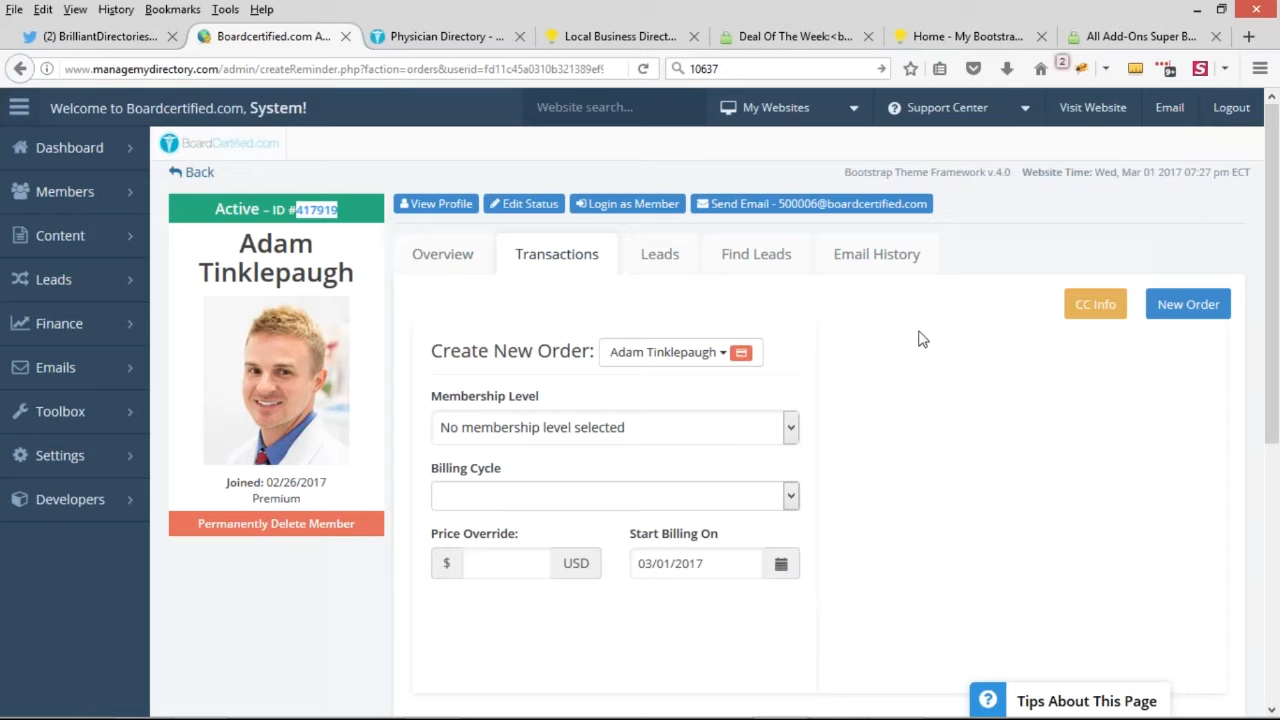 File Edit View History Bookmarks Tools Help
(2) BrilliantDirectories... Boardcertified.com A... Physician Directory - ... Local Business Direct... Deal Of The Week:<b... Home - My Bootstra... All Add-Ons Super B...
www.managemydirectory.com/admin/createReminder.php?faction=orders&userid=fd11c45a0310b321389ef9 10637 2
Welcome to Boardcertified.com, System! Website search... My Websites Support Center Visit Website Email Logout
Dashboard
Members
Content
Leads
Finance
Emails
Toolbox
Settings
Developers
BoardCertified.com
Back
Bootstrap Theme Framework v.4.0 Website Time: Wed, Mar 01 2017 07:27 pm ECT
Active – ID #417919
Adam
Tinklepaugh
Joined: 02/26/2017
Premium
Permanently Delete Member
View Profile Edit Status Login as Member Send Email - 500006@boardcertified.com
Overview Transactions Leads Find Leads Email History
CC Info New Order
Create New Order: Adam Tinklepaugh
Membership Level
No membership level selected
Billing Cycle
Price Override: Start Billing On
$ USD 03/01/2017
Tips About This Page